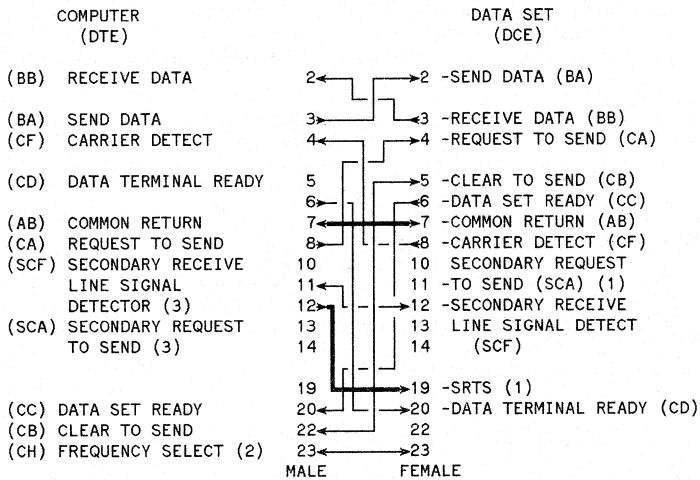 COMPUTER DATA SET
(DTE) (DCE)
(BB) RECEIVE DATA 2 2 -SEND DATA (BA)
(BA) SEND DATA 3 3 -RECEIVE DATA (BB)
(CF) CARRIER DETECT 4 4 -REQUEST TO SEND (CA)
(CD) DATA TERMINAL READY 5 5 -CLEAR TO SEND (CB)
6 6 -DATA SET READY (CC)
(AB) COMMON RETURN 7 7 -COMMON RETURN (AB)
(CA) REQUEST TO SEND 8 8 -CARRIER DETECT (CF)
(SCF) SECONDARY RECEIVE 10 10 SECONDARY REQUEST
LINE SIGNAL 11 11 -TO SEND (SCA) (1)
DETECTOR (3) 12 12 -SECONDARY RECEIVE
(SCA) SECONDARY REQUEST 13 13 LINE SIGNAL DETECT
TO SEND (3) 14 14 (SCF)
19 19 -SRTS (1)
(CC) DATA SET READY 20 20 -DATA TERMINAL READY (CD)
(CB) CLEAR TO SEND 22 22
(CH) FREQUENCY SELECT (2) 23 23
MALE FEMALE